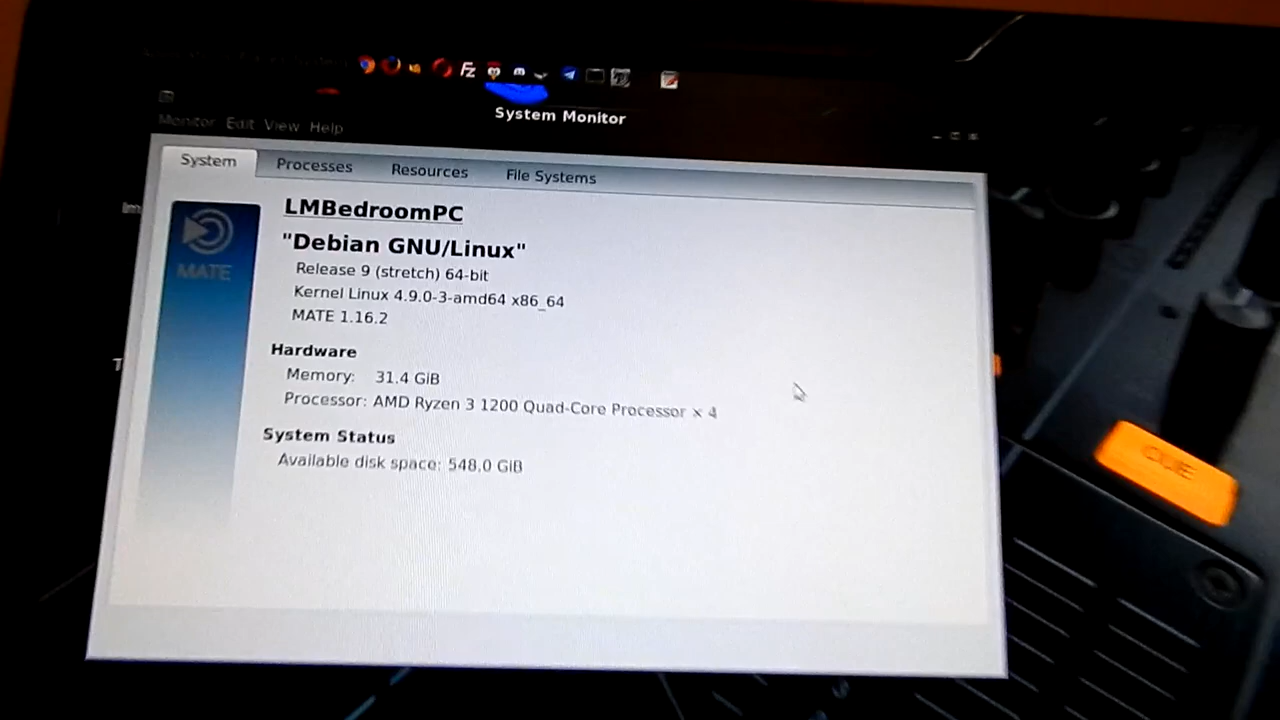 System Monitor
Monitor Edit View Help
System Processes Resources File Systems
MATE
LMBedroomPC
"Debian GNU/Linux"
Release 9 (stretch) 64-bit
Kernel Linux 4.9.0-3-amd64 x86_64
MATE 1.16.2
Hardware
Memory: 31.4 GiB
Processor: AMD Ryzen 3 1200 Quad-Core Processor × 4
System Status
Available disk space: 548.0 GiB
CUE